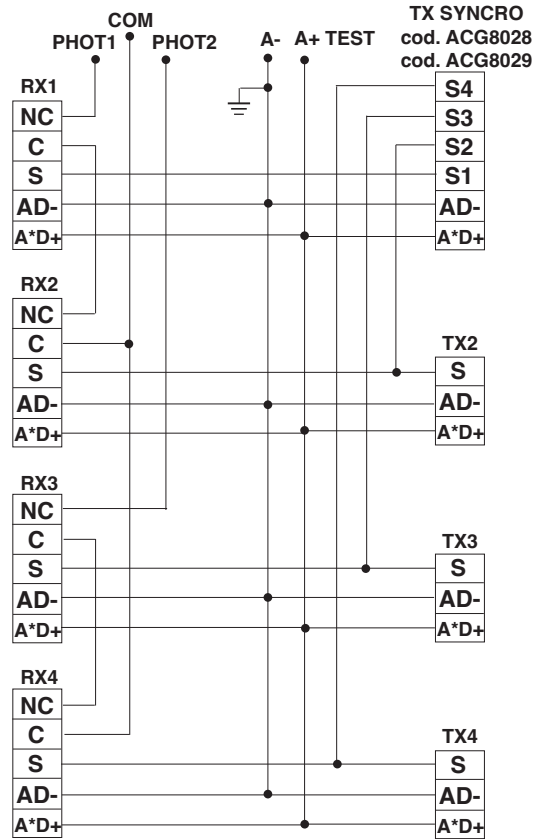 COM
PHOT1 PHOT2
A- A+ TEST
TX SYNCRO
cod. ACG8028
cod. ACG8029
RX1
NC
C
S
AD-
A*D+
S4
S3
S2
S1
AD-
A*D+
RX2
NC
C
S
AD-
A*D+
TX2
S
AD-
A*D+
RX3
NC
C
S
AD-
A*D+
TX3
S
AD-
A*D+
RX4
NC
C
S
AD-
A*D+
TX4
S
AD-
A*D+